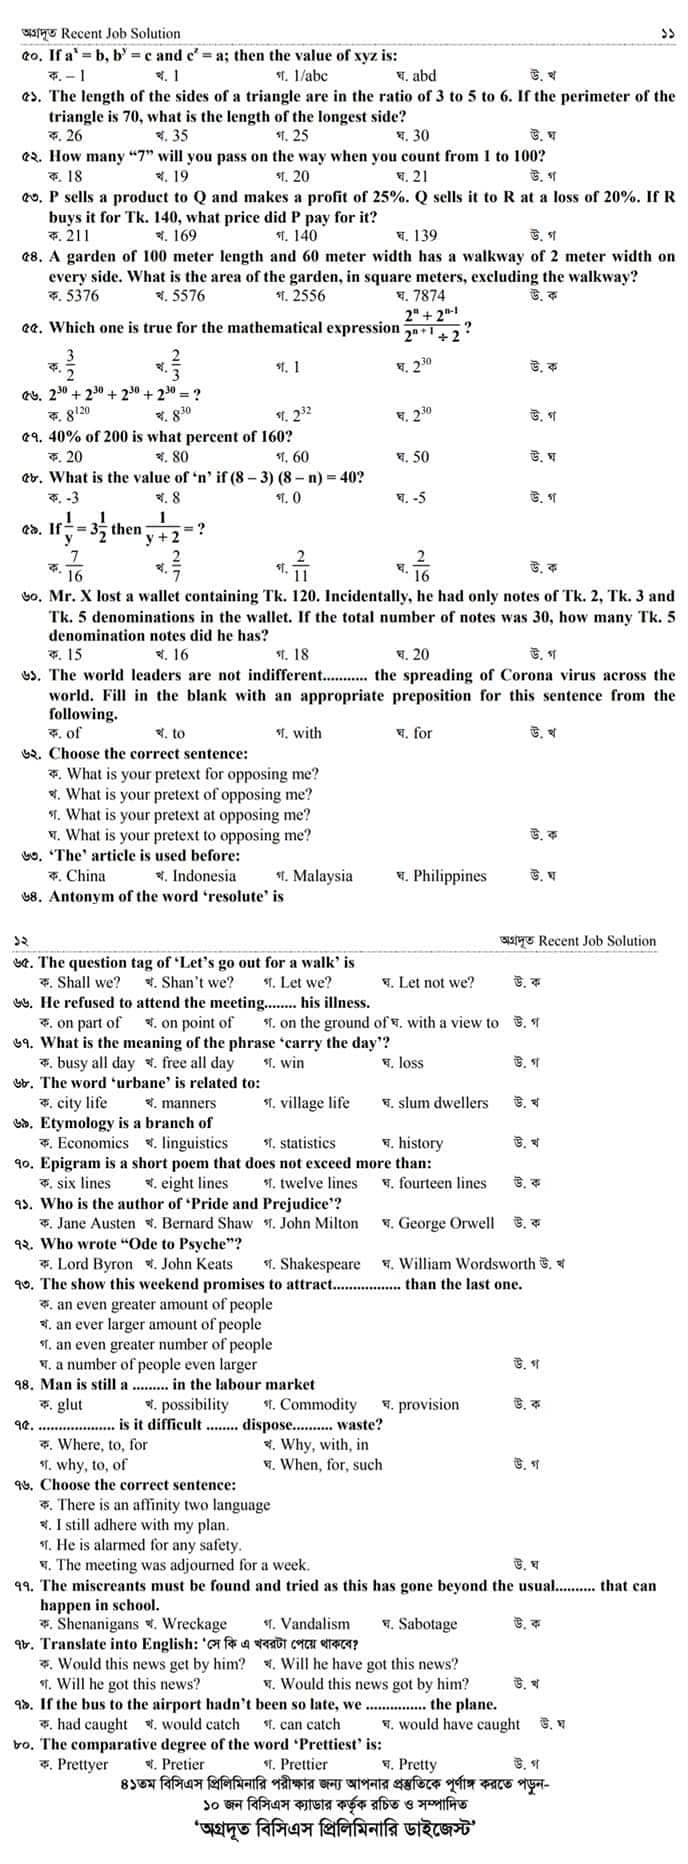 অগ্রদূত Recent Job Solution ১১
৫০. If aˣ = b, bʸ = c and cᶻ = a; then the value of xyz is:
ক. – 1 খ. 1 গ. 1/abc ঘ. abd উ. খ
৫১. The length of the sides of a triangle are in the ratio of 3 to 5 to 6. If the perimeter of the
triangle is 70, what is the length of the longest side?
ক. 26 খ. 35 গ. 25 ঘ. 30 উ. ঘ
৫২. How many “7” will you pass on the way when you count from 1 to 100?
ক. 18 খ. 19 গ. 20 ঘ. 21 উ. গ
৫৩. P sells a product to Q and makes a profit of 25%. Q sells it to R at a loss of 20%. If R
buys it for Tk. 140, what price did P pay for it?
ক. 211 খ. 169 গ. 140 ঘ. 139 উ. গ
৫৪. A garden of 100 meter length and 60 meter width has a walkway of 2 meter width on
every side. What is the area of the garden, in square meters, excluding the walkway?
ক. 5376 খ. 5576 গ. 2556 ঘ. 7874 উ. ক
৫৫. Which one is true for the mathematical expression (2ⁿ + 2ⁿ⁻¹)/(2ⁿ⁺¹ ÷ 2) ?
ক. 3/2 খ. 2/3 গ. 1 ঘ. 2³⁰ উ. ক
৫৬. 2³⁰ + 2³⁰ + 2³⁰ + 2³⁰ = ?
ক. 8¹²⁰ খ. 8³⁰ গ. 2³² ঘ. 2³⁰ উ. গ
৫৭. 40% of 200 is what percent of 160?
ক. 20 খ. 80 গ. 60 ঘ. 50 উ. ঘ
৫৮. What is the value of ‘n’ if (8 – 3) (8 – n) = 40?
ক. -3 খ. 8 গ. 0 ঘ. -5 উ. গ
৫৯. If 1/y = 3 1/2 then 1/(y + 2) = ?
ক. 7/16 খ. 2/7 গ. 2/11 ঘ. 2/16 উ. ক
৬০. Mr. X lost a wallet containing Tk. 120. Incidentally, he had only notes of Tk. 2, Tk. 3 and
Tk. 5 denominations in the wallet. If the total number of notes was 30, how many Tk. 5
denomination notes did he has?
ক. 15 খ. 16 গ. 18 ঘ. 20 উ. গ
৬১. The world leaders are not indifferent........... the spreading of Corona virus across the
world. Fill in the blank with an appropriate preposition for this sentence from the
following.
ক. of খ. to গ. with ঘ. for উ. খ
৬২. Choose the correct sentence:
ক. What is your pretext for opposing me?
খ. What is your pretext of opposing me?
গ. What is your pretext at opposing me?
ঘ. What is your pretext to opposing me? উ. ক
৬৩. ‘The’ article is used before:
ক. China খ. Indonesia গ. Malaysia ঘ. Philippines উ. ঘ
৬৪. Antonym of the word ‘resolute’ is
১২ অগ্রদূত Recent Job Solution
৬৫. The question tag of ‘Let’s go out for a walk’ is
ক. Shall we? খ. Shan’t we? গ. Let we? ঘ. Let not we? উ. ক
৬৬. He refused to attend the meeting........ his illness.
ক. on part of খ. on point of গ. on the ground of ঘ. with a view to উ. গ
৬৭. What is the meaning of the phrase ‘carry the day’?
ক. busy all day খ. free all day গ. win ঘ. loss উ. গ
৬৮. The word ‘urbane’ is related to:
ক. city life খ. manners গ. village life ঘ. slum dwellers উ. খ
৬৯. Etymology is a branch of
ক. Economics খ. linguistics গ. statistics ঘ. history উ. খ
৭০. Epigram is a short poem that does not exceed more than:
ক. six lines খ. eight lines গ. twelve lines ঘ. fourteen lines উ. ক
৭১. Who is the author of ‘Pride and Prejudice’?
ক. Jane Austen খ. Bernard Shaw গ. John Milton ঘ. George Orwell উ. ক
৭২. Who wrote “Ode to Psyche”?
ক. Lord Byron খ. John Keats গ. Shakespeare ঘ. William Wordsworth উ. খ
৭৩. The show this weekend promises to attract................. than the last one.
ক. an even greater amount of people
খ. an ever larger amount of people
গ. an even greater number of people
ঘ. a number of people even larger উ. গ
৭৪. Man is still a ......... in the labour market
ক. glut খ. possibility গ. Commodity ঘ. provision উ. ক
৭৫. ................... is it difficult ........ dispose.......... waste?
ক. Where, to, for খ. Why, with, in
গ. why, to, of ঘ. When, for, such উ. গ
৭৬. Choose the correct sentence:
ক. There is an affinity two language
খ. I still adhere with my plan.
গ. He is alarmed for any safety.
ঘ. The meeting was adjourned for a week. উ. ঘ
৭৭. The miscreants must be found and tried as this has gone beyond the usual.......... that can
happen in school.
ক. Shenanigans খ. Wreckage গ. Vandalism ঘ. Sabotage উ. ক
৭৮. Translate into English: ‘সে কি এ খবরটা পেয়ে থাকবে?
ক. Would this news get by him? খ. Will he have got this news?
গ. Will he got this news? ঘ. Would this news got by him? উ. খ
৭৯. If the bus to the airport hadn’t been so late, we ............... the plane.
ক. had caught খ. would catch গ. can catch ঘ. would have caught উ. ঘ
৮০. The comparative degree of the word ‘Prettiest’ is:
ক. Prettyer খ. Pretier গ. Prettier ঘ. Pretty উ. গ
৪১তম বিসিএস প্রিলিমিনারি পরীক্ষার জন্য আপনার প্রস্তুতিকে পূর্ণাঙ্গ করতে পড়ুন-
১০ জন বিসিএস ক্যাডার কর্তৃক রচিত ও সম্পাদিত
‘অগ্রদূত বিসিএস প্রিলিমিনারি ডাইজেস্ট’